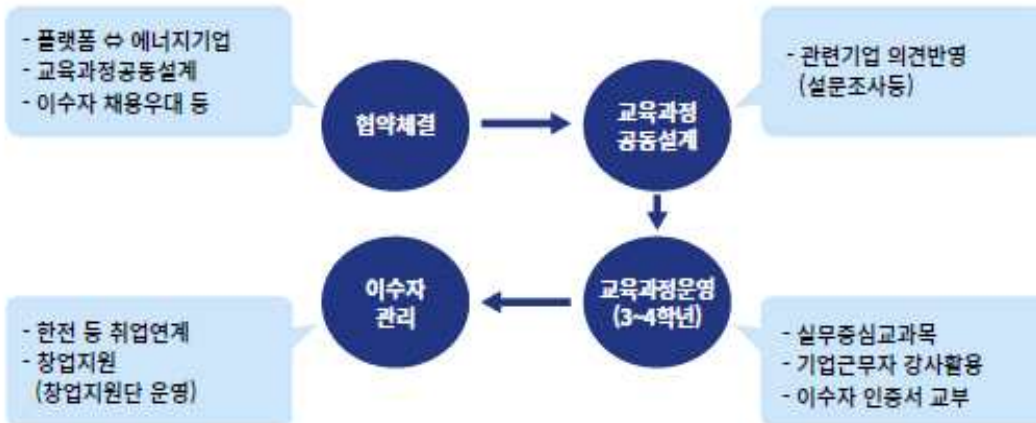 - 플랫폼 ⇔ 에너지기업
- 교육과정공동설계
- 이수자 채용우대 등
협약체결
교육과정
공동설계
- 관련기업 의견반영
(설문조사등)
이수자
관리
교육과정운영
(3~4학년)
- 한전 등 취업연계
- 창업지원
(창업지원단 운영)
- 실무중심교과목
- 기업근무자 강사활용
- 이수자 인증서 교부